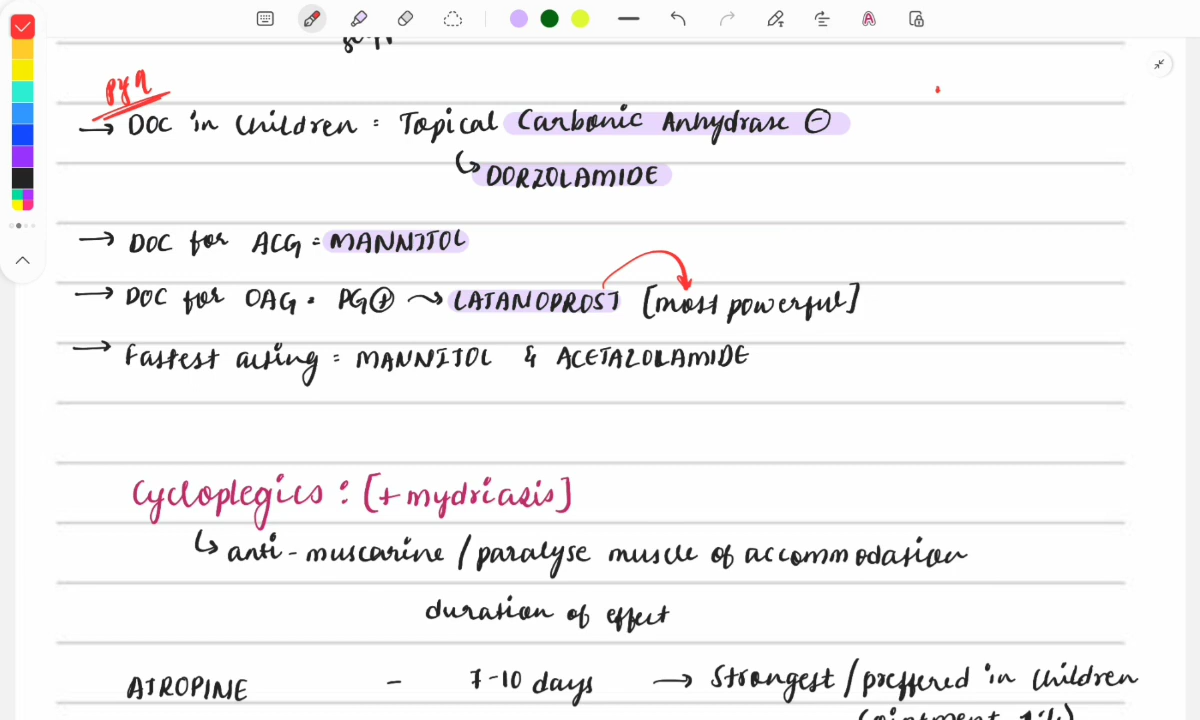 PYQ
→ DOC in children = Topical Carbonic Anhydrase ⊖
↳ DORZOLAMIDE
→ DOC for ACG = MANNITOL
→ DOC for OAG = PG⊕ ⤳ LATANOPROST [most powerful]
→ Fastest acting = MANNITOL & ACETAZOLAMIDE
Cycloplegics : [+ mydriasis]
↳ anti-muscarine / paralyse muscle of accommodation
duration of effect
ATROPINE - 7-10 days → Strongest / preffered in children
(ointment 1%)